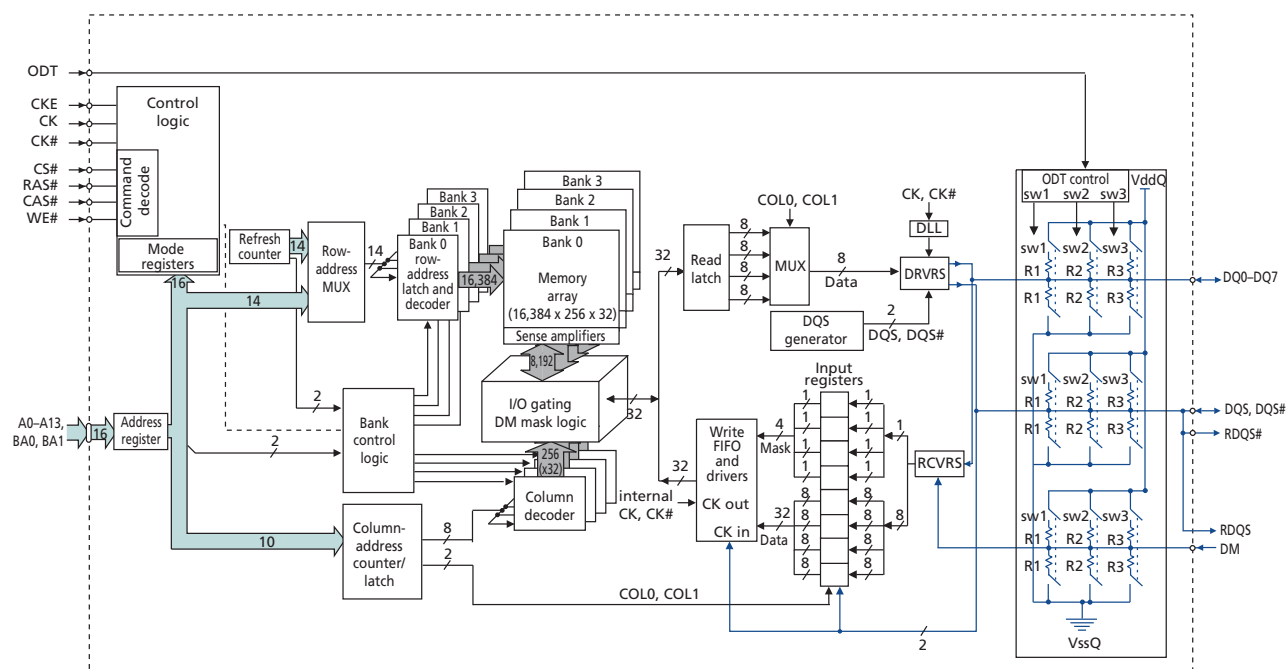 ODT
CKE
CK
CK#
CS#
RAS#
CAS#
WE#
Control
logic
Command
decode
Mode
registers
16
Refresh
counter
14
Row-
address
MUX
14
14
Bank 3
Bank 2
Bank 1
Bank 0
row-
address
latch and
decoder
16,384
Bank 3
Bank 2
Bank 1
Bank 0
Memory
array
(16,384 x 256 x 32)
Sense amplifiers
8,192
I/O gating
DM mask logic
32
256
(x32)
Column
decoder
A0–A13,
BA0, BA1
16
Address
register
2
2
Bank
control
logic
10
Column-
address
counter/
latch
8
2
COL0, COL1
32
32
Read
latch
8
8
8
8
COL0, COL1
MUX
8
Data
CK, CK#
DLL
DRVRS
DQS
generator
2
DQS, DQS#
Input
registers
1
1
1
1
1
1
1
1
1
4
Mask
Write
FIFO
and
drivers
CK out
CK in
internal
CK, CK#
32
Data
8
8
8
8
8
8
8
8
8
RCVRS
2
ODT control
VddQ
sw1
sw2
sw3
sw1
sw2
sw3
R1
R2
R3
R1
R2
R3
sw1
sw2
sw3
R1
R2
R3
R1
R2
R3
sw1
sw2
sw3
R1
R2
R3
R1
R2
R3
VssQ
DQ0–DQ7
DQS, DQS#
RDQS#
RDQS
DM